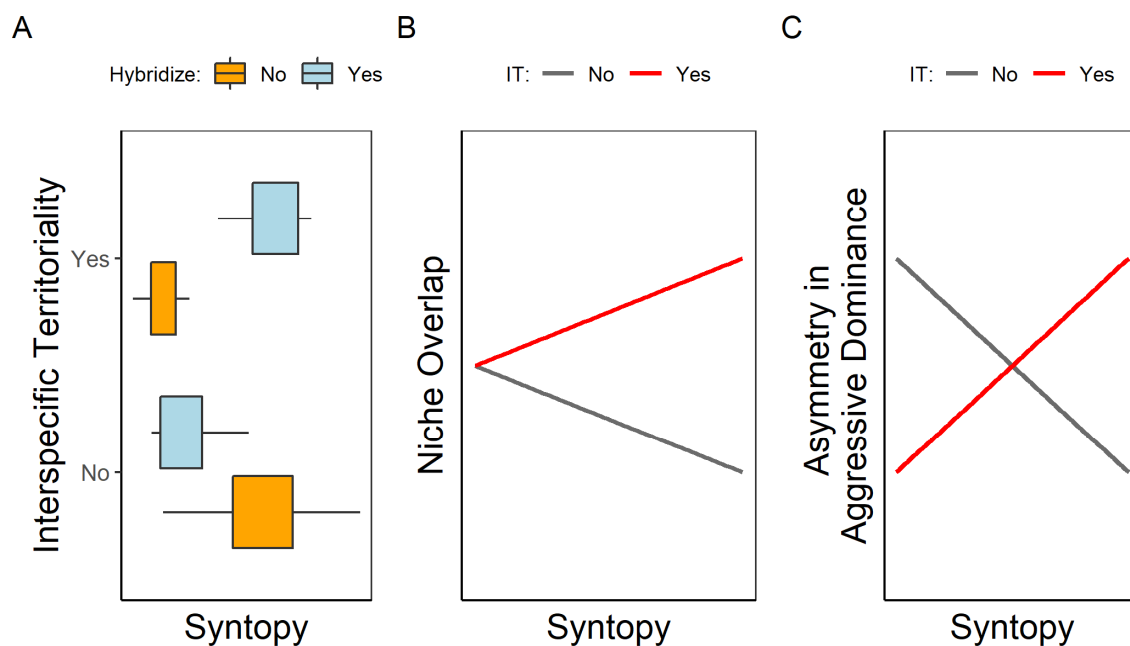 A
Hybridize: No Yes
Interspecific Territoriality
Yes
No
Syntopy
B
IT: No Yes
Niche Overlap
Syntopy
C
IT: No Yes
Asymmetry in
Aggressive Dominance
Syntopy